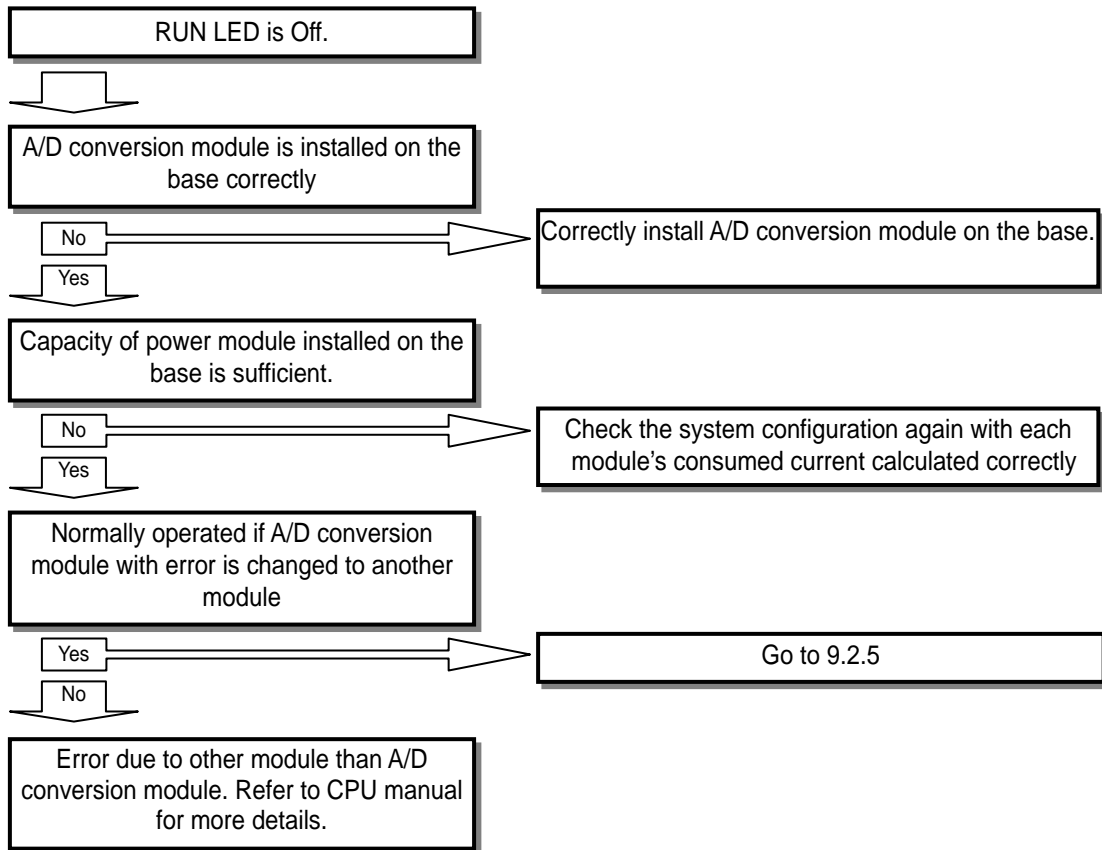 RUN LED is Off.
A/D conversion module is installed on the
base correctly
No
Correctly install A/D conversion module on the base.
Yes
Capacity of power module installed on the
base is sufficient.
No
Check the system configuration again with each
module’s consumed current calculated correctly
Yes
Normally operated if A/D conversion
module with error is changed to another
module
Yes
Go to 9.2.5
No
Error due to other module than A/D
conversion module. Refer to CPU manual
for more details.